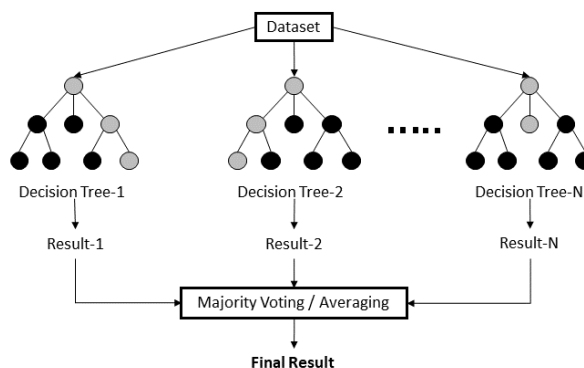 Dataset
Decision Tree-1
Decision Tree-2
Decision Tree-N
Result-1
Result-2
Result-N
Majority Voting / Averaging
Final Result